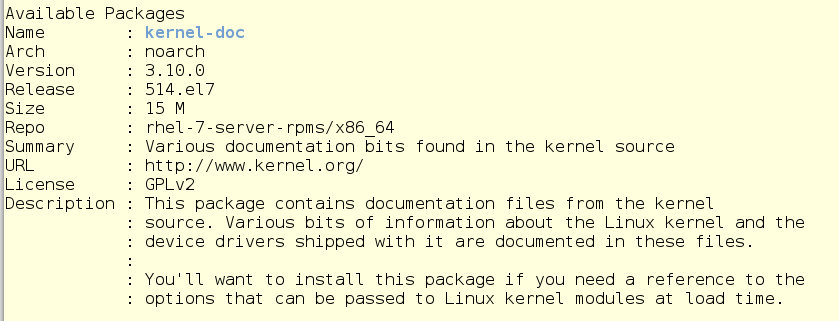 Available Packages
Name        : kernel-doc
Arch        : noarch
Version     : 3.10.0
Release     : 514.el7
Size        : 15 M
Repo        : rhel-7-server-rpms/x86_64
Summary     : Various documentation bits found in the kernel source
URL         : http://www.kernel.org/
License     : GPLv2
Description : This package contains documentation files from the kernel
            : source. Various bits of information about the Linux kernel and the
            : device drivers shipped with it are documented in these files.
            :
            : You'll want to install this package if you need a reference to the
            : options that can be passed to Linux kernel modules at load time.